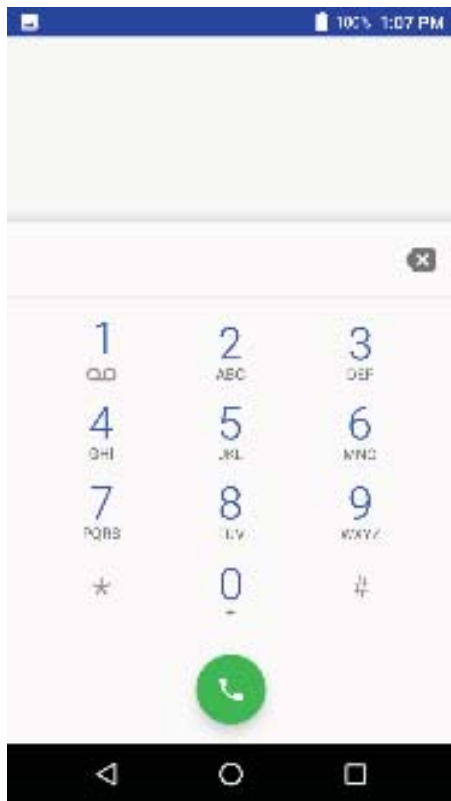 100% 1:07 PM
1 2 3
ABC DEF
4 5 6
GHI JKL MNO
7 8 9
PQRS TUV WXYZ
* 0 #
+